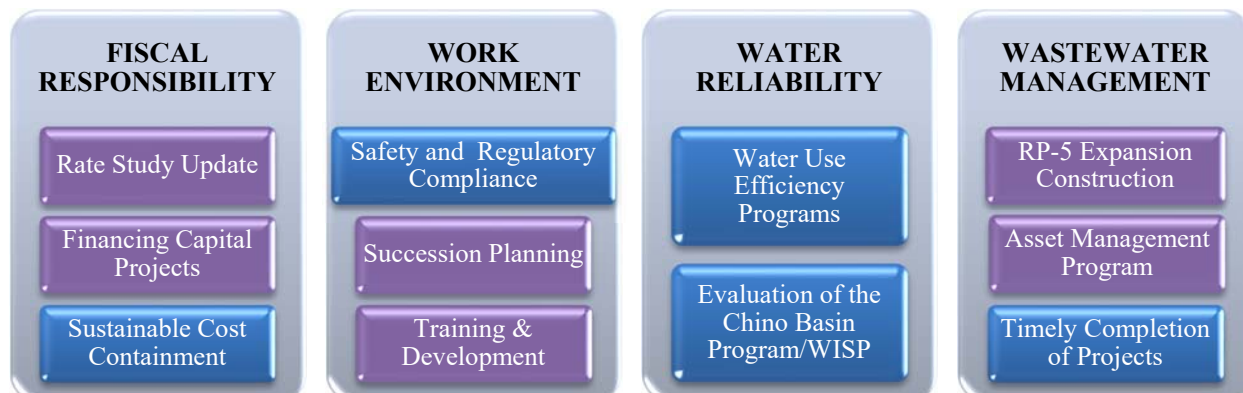 FISCAL
RESPONSIBILITY
Rate Study Update
Financing Capital
Projects
Sustainable Cost
Containment
WORK
ENVIRONMENT
Safety and Regulatory
Compliance
Succession Planning
Training &
Development
WATER
RELIABILITY
Water Use
Efficiency
Programs
Evaluation of the
Chino Basin
Program/WISP
WASTEWATER
MANAGEMENT
RP-5 Expansion
Construction
Asset Management
Program
Timely Completion
of Projects